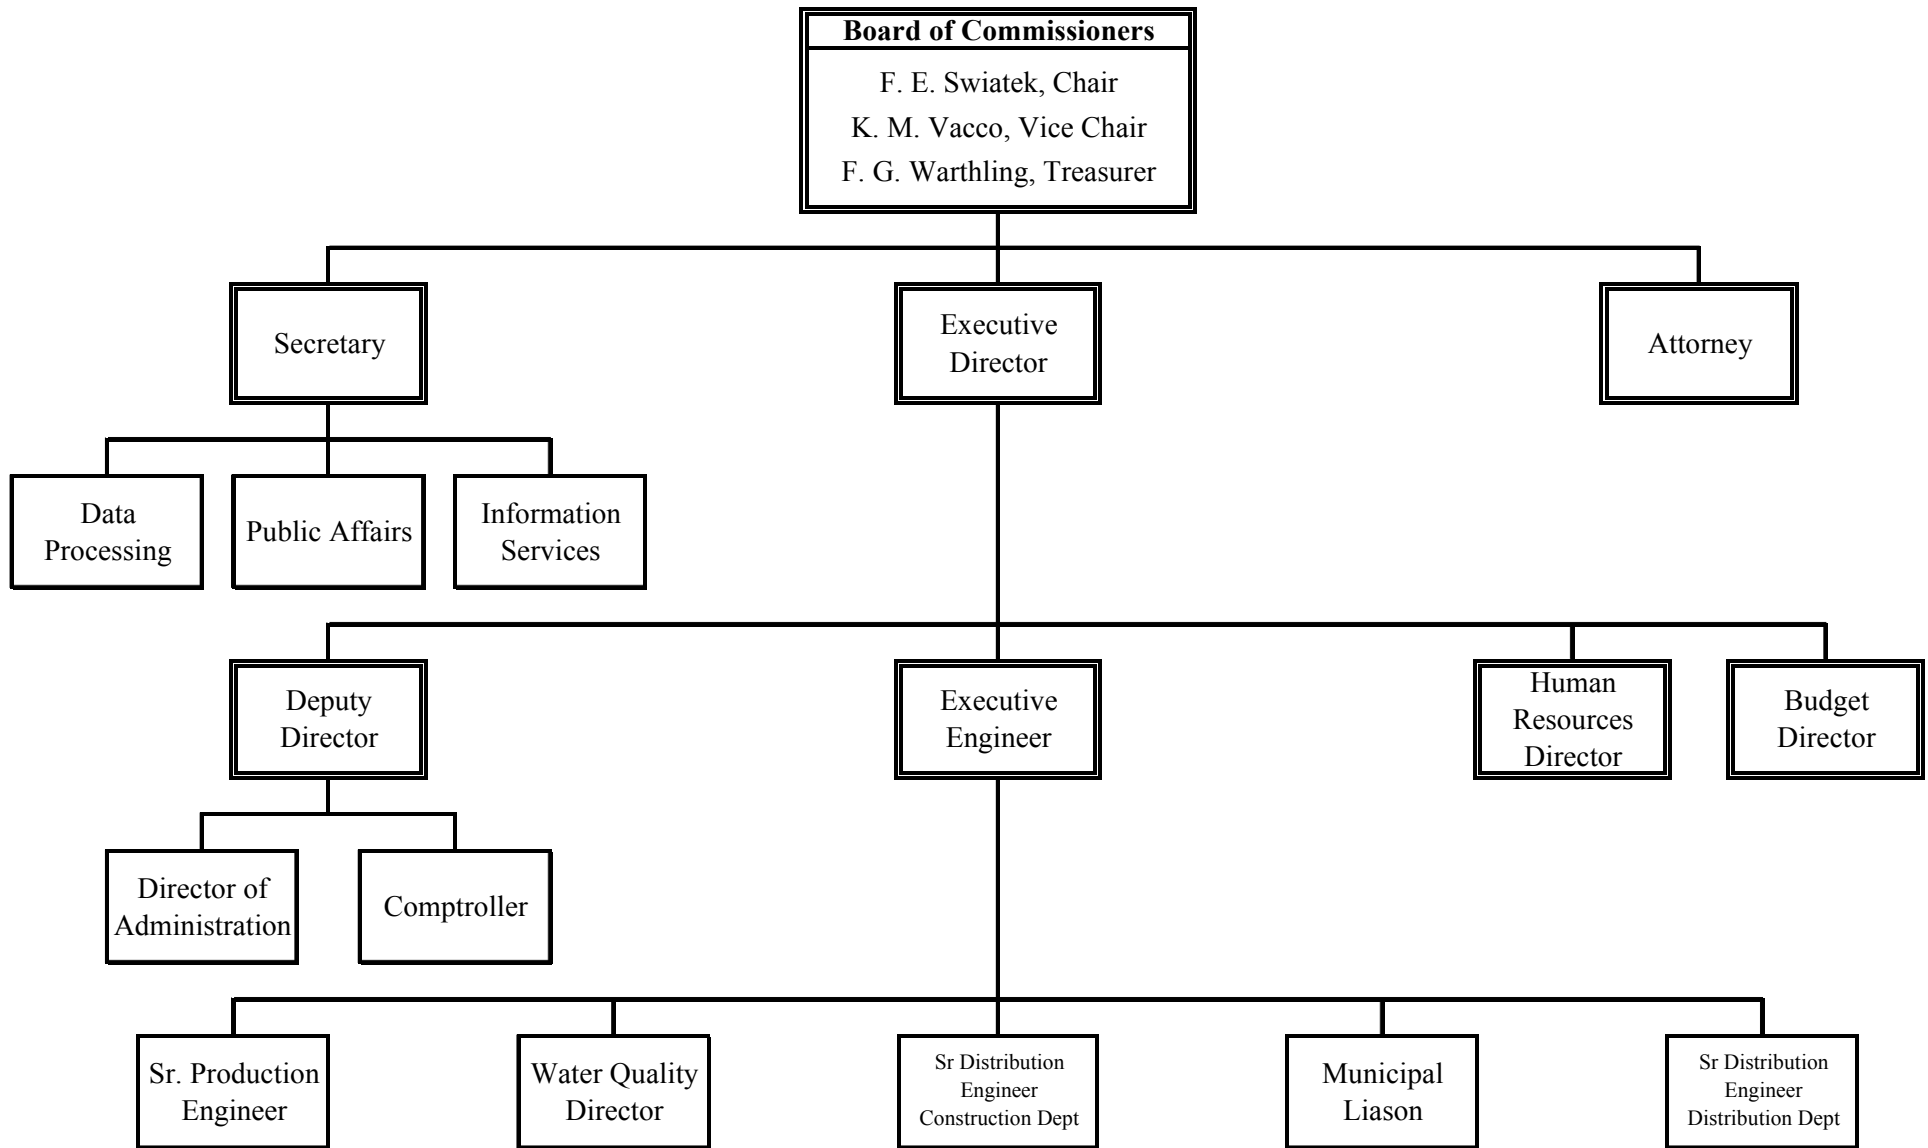 Board of Commissioners
F. E. Swiatek, Chair
K. M. Vacco, Vice Chair
F. G. Warthling, Treasurer
Secretary
Executive
Director
Attorney
Data
Processing
Public Affairs
Information
Services
Deputy
Director
Executive
Engineer
Human
Resources
Director
Budget
Director
Director of
Administration
Comptroller
Sr. Production
Engineer
Water Quality
Director
Sr Distribution
Engineer
Construction Dept
Municipal
Liason
Sr Distribution
Engineer
Distribution Dept